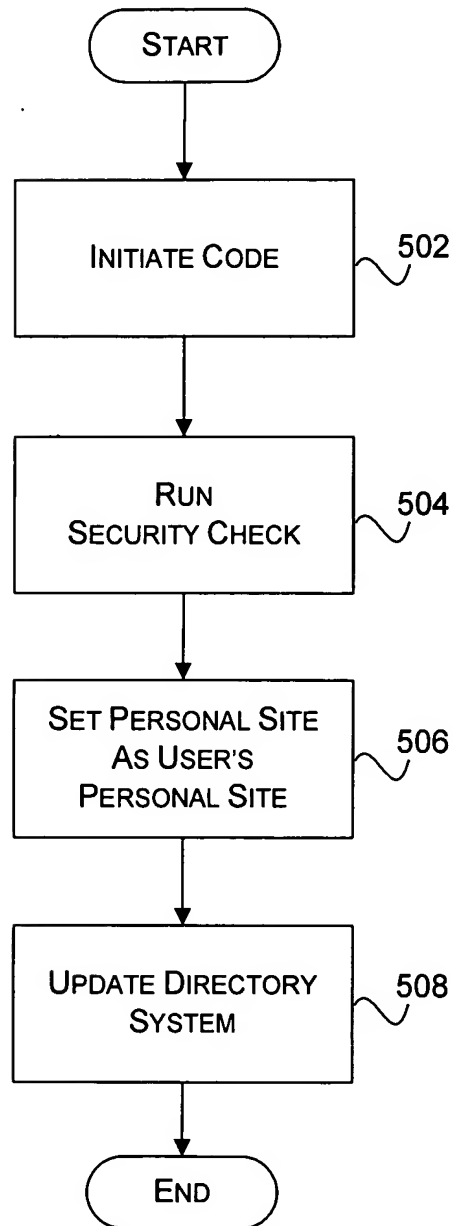 START
INITIATE CODE
502
RUN
SECURITY CHECK
504
SET PERSONAL SITE
AS USER'S
PERSONAL SITE
506
UPDATE DIRECTORY
SYSTEM
508
END